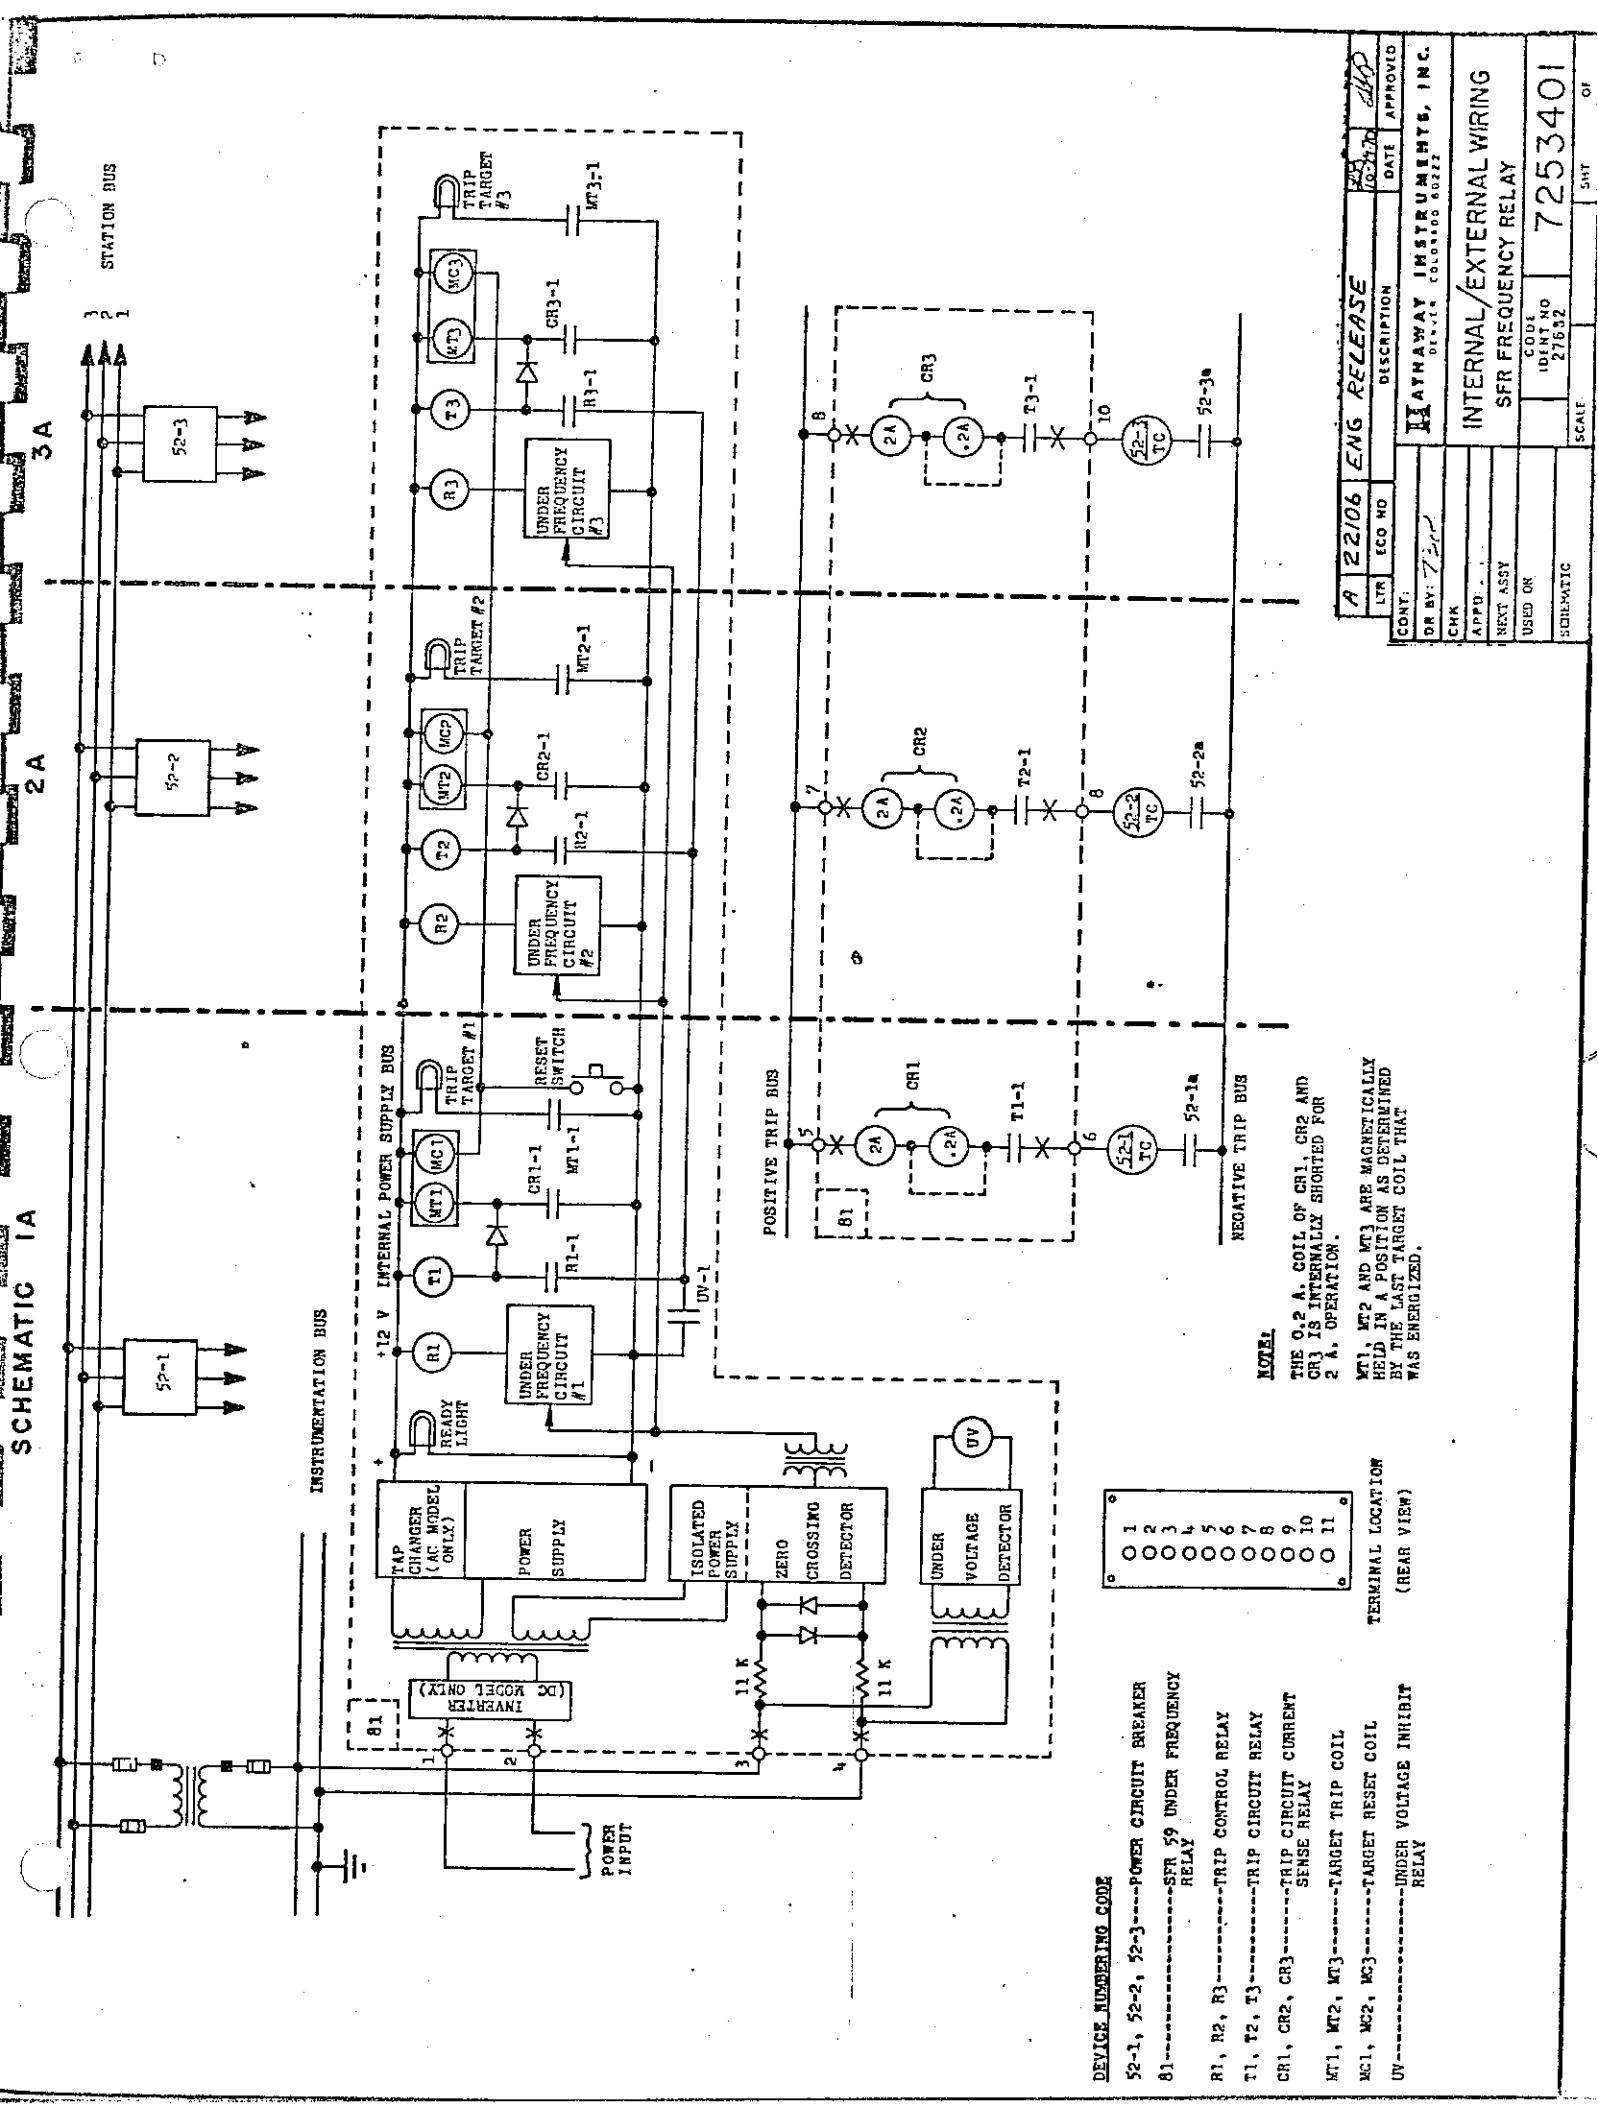 SCHEMATIC 1A
2A
3A
STATION BUS
3
2
1
52-1
52-2
52-3
INSTRUMENTATION BUS
+12 V INTERNAL POWER SUPPLY BUS
81
1
2
3
4
POWER
INPUT
INVERTER
(DC
MODEL ONLY)
TAP
CHANGER
(AC MODEL
ONLY)
POWER
SUPPLY
+
-
READY
LIGHT
R1
T1
MT1
MC1
TRIP
TARGET #1
UNDER
FREQUENCY
CIRCUIT
#1
R1-1
CR1-1
MT1-1
RESET
SWITCH
UV-1
R2
T2
MT2
MC2
TRIP
TARGET #2
UNDER
FREQUENCY
CIRCUIT
#2
R2-1
CR2-1
MT2-1
R3
T3
MT3
MC3
TRIP
TARGET
#3
UNDER
FREQUENCY
CIRCUIT
#3
R3-1
CR3-1
MT3-1
ISOLATED
POWER
SUPPLY
ZERO
CROSSING
DETECTOR
11 K
11 K
UNDER
VOLTAGE
DETECTOR
UV
POSITIVE TRIP BUS
81
5
2A
.2A
CR1
T1-1
6
52-1
TC
52-1a
NEGATIVE TRIP BUS
7
2A
.2A
CR2
T2-1
8
52-2
TC
52-2a
8
2A
.2A
CR3
T3-1
10
52-3
TC
52-3a
1
2
3
4
5
6
7
8
9
10
11
TERMINAL LOCATION
(REAR VIEW)
NOTE:
THE 0.2 A. COIL OF CR1, CR2 AND
CR3 IS INTERNALLY SHORTED FOR
2 A. OPERATION.
MT1, MT2 AND MT3 ARE MAGNETICALLY
HELD IN A POSITION AS DETERMINED
BY THE LAST TARGET COIL THAT
WAS ENERGIZED.
DEVICE NUMBERING CODE
52-1, 52-2, 52-3----POWER CIRCUIT BREAKER
81------------------SFR 59 UNDER FREQUENCY
RELAY
R1, R2, R3----------TRIP CONTROL RELAY
T1, T2, T3----------TRIP CIRCUIT RELAY
CR1, CR2, CR3-------TRIP CIRCUIT CURRENT
SENSE RELAY
MT1, MT2, MT3-------TARGET TRIP COIL
MC1, MC2, MC3-------TARGET RESET COIL
UV------------------UNDER VOLTAGE INHIBIT
RELAY
A 22106 ENG RELEASE
LTR ECO NO DESCRIPTION DATE APPROVED
CONT:
DR BY:
CHK
APPD:
NEXT ASSY
USED ON
SCHEMATIC
HATHAWAY INSTRUMENTS, INC.
DENVER COLORADO 80222
INTERNAL/EXTERNAL WIRING
SFR FREQUENCY RELAY
CODE
IDENT NO
27632
7253401
SCALE
SHT OF